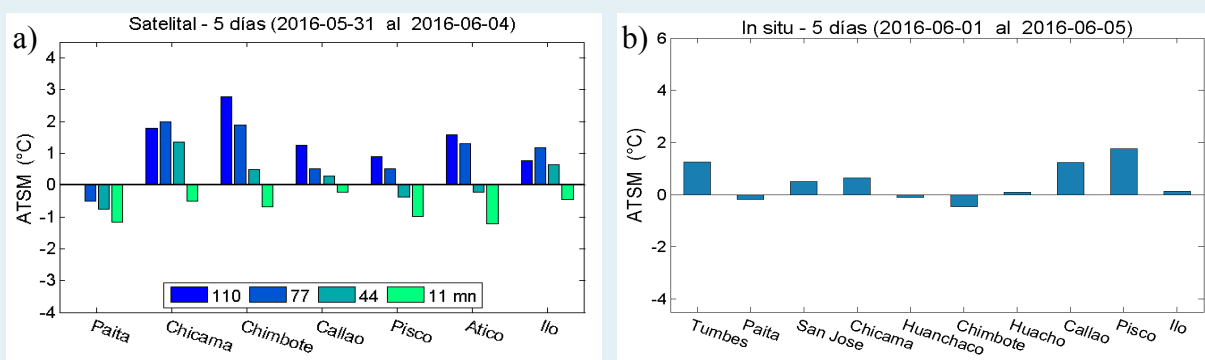 a)
Satelital - 5 días (2016-05-31 al 2016-06-04)
ATSM (°C)
4
3
2
1
0
-1
-2
-3
-4
110 77 44 11 mn
Paita Chicama Chimbote Callao Pisco Atico Ilo
b)
In situ - 5 días (2016-06-01 al 2016-06-05)
ATSM (°C)
6
4
2
0
-2
-4
Tumbes Paita San Jose Chicama Huanchaco Chimbote Huacho Callao Pisco Ilo